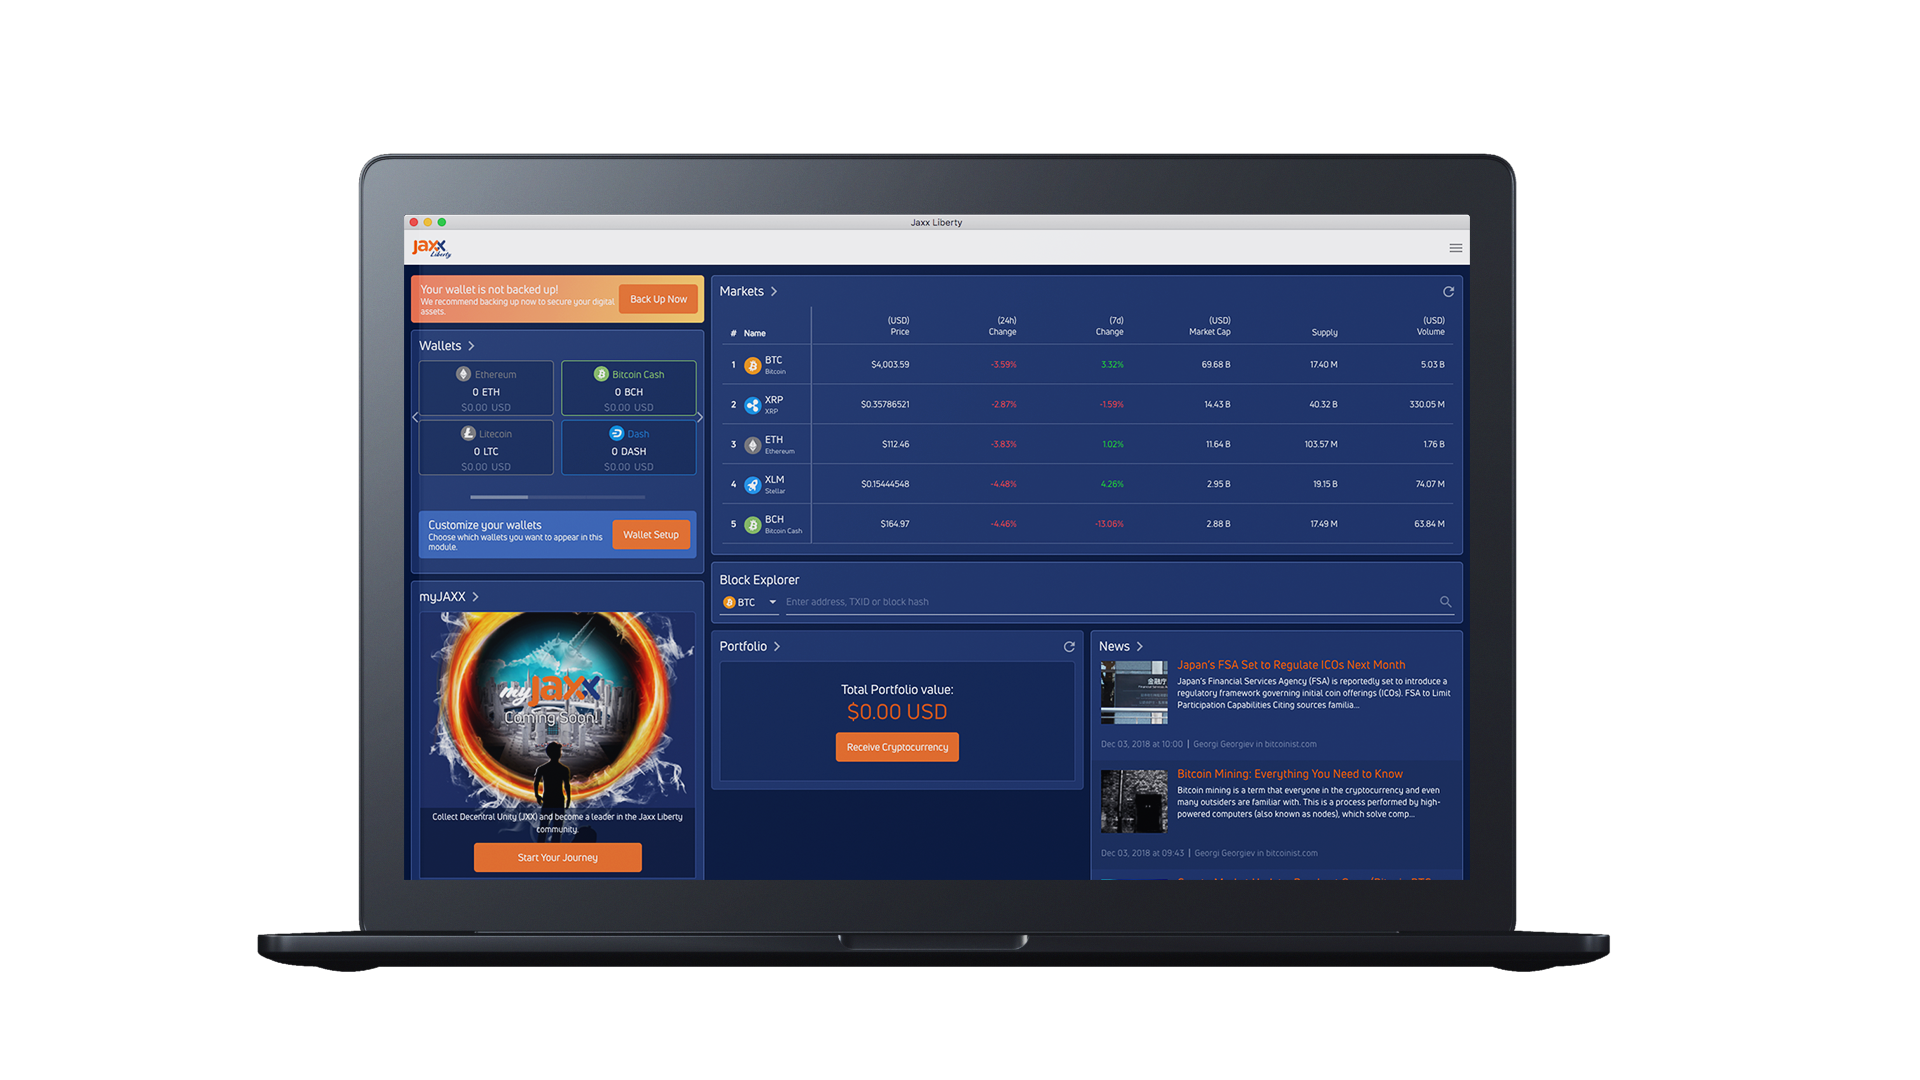 Jaxx Liberty
jaxx
Liberty
Your wallet is not backed up!
We recommend backing up now to secure your digital
assets.
Back Up Now
Wallets
Ethereum
0 ETH
$0.00 USD
Bitcoin Cash
0 BCH
$0.00 USD
Litecoin
0 LTC
$0.00 USD
Dash
0 DASH
$0.00 USD
Customize your wallets
Choose which wallets you want to appear in this
module.
Wallet Setup
myJAXX
my jaxx
Coming Soon!
Collect Decentral Unity (JXX) and become a leader in the Jaxx Liberty
community.
Start Your Journey
Markets
# Name (USD) Price (24h) Change (7d) Change (USD) Market Cap Supply (USD) Volume
1 BTC Bitcoin $4,003.59 -3.59% 3.32% 69.68 B 17.40 M 5.03 B
2 XRP XRP $0.35786521 -2.87% -1.59% 14.43 B 40.32 B 330.05 M
3 ETH Ethereum $112.46 -3.83% 1.02% 11.64 B 103.57 M 1.76 B
4 XLM Stellar $0.15444548 -4.48% 4.26% 2.95 B 19.15 B 74.07 M
5 BCH Bitcoin Cash $164.97 -4.46% -13.06% 2.88 B 17.49 M 63.84 M
Block Explorer
BTC Enter address, TXID or block hash
Portfolio
Total Portfolio value:
$0.00 USD
Receive Cryptocurrency
News
金融庁
Japan's FSA Set to Regulate ICOs Next Month
Japan's Financial Services Agency (FSA) is reportedly set to introduce a
regulatory framework governing initial coin offerings (ICOs). FSA to Limit
Participation Capabilities Citing sources familia...
Dec 03, 2018 at 10:00 | Georgi Georgiev in bitcoinist.com
Bitcoin Mining: Everything You Need to Know
Bitcoin mining is a term that everyone in the cryptocurrency and even
many outsiders are familiar with. This is a process performed by high-
powered computers (also known as nodes), which solve comp...
Dec 03, 2018 at 09:43 | Georgi Georgiev in bitcoinist.com